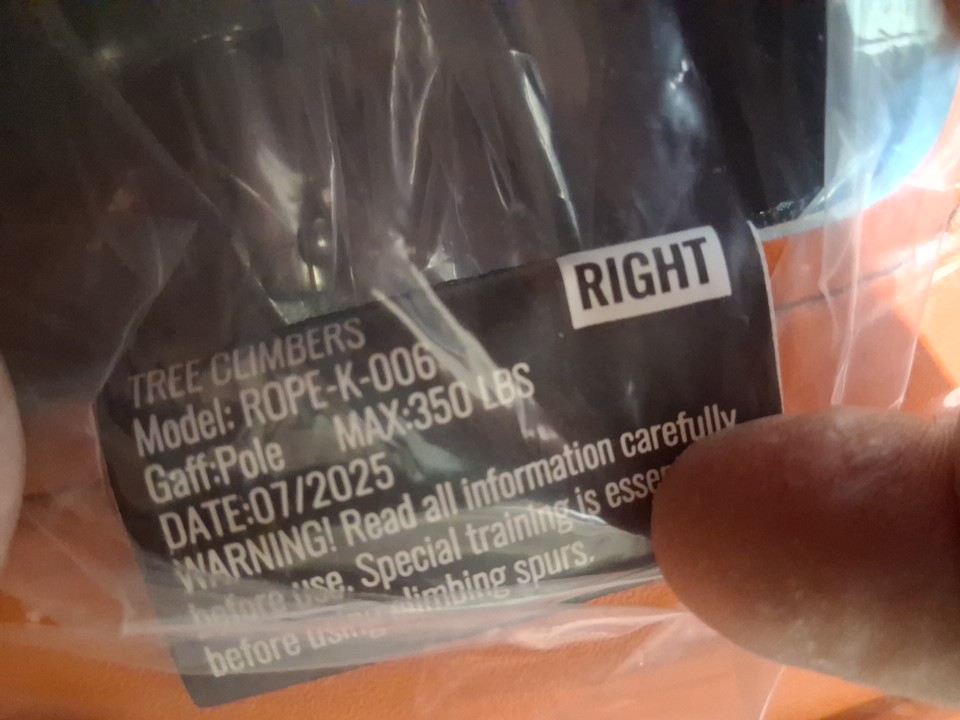 RIGHT
TREE CLIMBERS
Model: ROPE-K-006
Gaff:Pole MAX:350 LBS
DATE:07/2025
WARNING! Read all information carefully
before use. Special training is
before using climbing spurs.